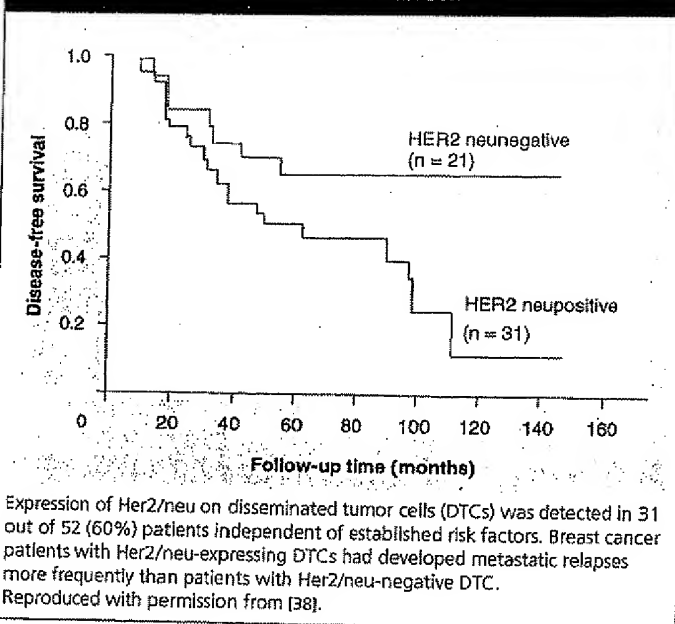 1.0
0.8
0.6
0.4
0.2
0
20
40
60
80
100
120
140
160
Disease-free survival
HER2 neunegative
(n = 21)
HER2 neupositive
(n = 31)
Follow-up time (months)
Expression of Her2/neu on disseminated tumor cells (DTCs) was detected in 31
out of 52 (60%) patients independent of established risk factors. Breast cancer
patients with Her2/neu-expressing DTCs had developed metastatic relapses
more frequently than patients with Her2/neu-negative DTC.
Reproduced with permission from [38].